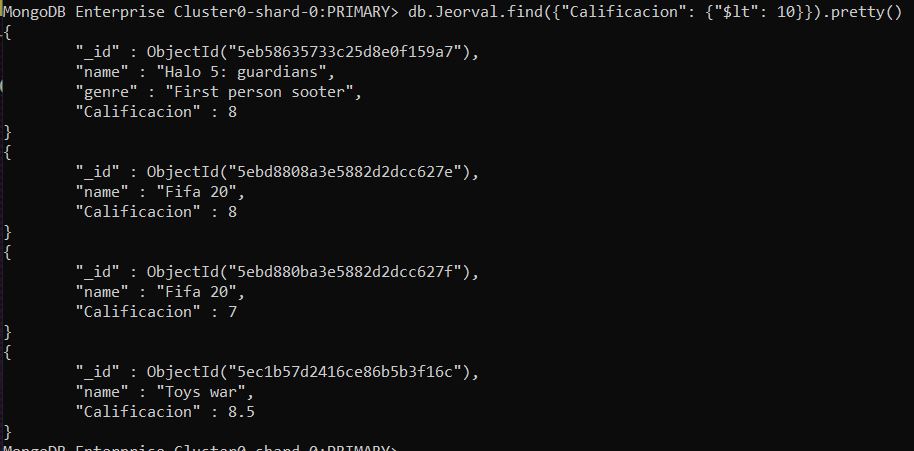 MongoDB Enterprise Cluster0-shard-0:PRIMARY> db.Jeorval.find({"Calificacion": {"$lt": 10}}).pretty()
{
"_id" : ObjectId("5eb58635733c25d8e0f159a7"),
"name" : "Halo 5: guardians",
"genre" : "First person sooter",
"Calificacion" : 8
}
{
"_id" : ObjectId("5ebd8808a3e5882d2dcc627e"),
"name" : "Fifa 20",
"Calificacion" : 8
}
{
"_id" : ObjectId("5ebd880ba3e5882d2dcc627f"),
"name" : "Fifa 20",
"Calificacion" : 7
}
{
"_id" : ObjectId("5ec1b57d2416ce86b5b3f16c"),
"name" : "Toys war",
"Calificacion" : 8.5
}
MongoDB Enterprise Cluster0-shard-0:PRIMARY>